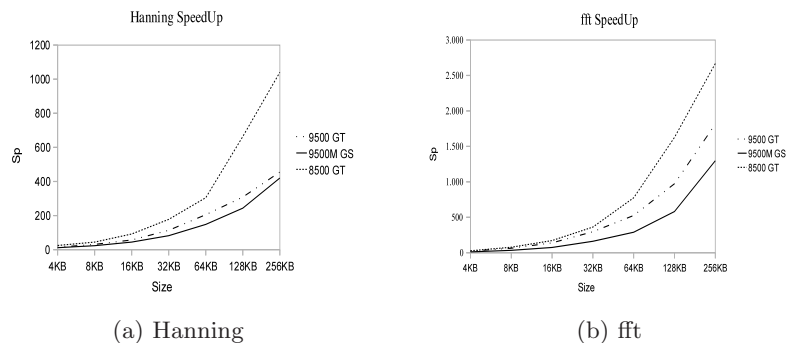 Hanning SpeedUp
1200
1000
800
600
400
200
0
Sp
4KB 8KB 16KB 32KB 64KB 128KB 256KB
Size
9500 GT
9500M GS
8500 GT
(a) Hanning
fft SpeedUp
3.000
2.500
2.000
1.500
1.000
500
0
Sp
4KB 8KB 16KB 32KB 64KB 128KB 256KB
Size
9500 GT
9500M GS
8500 GT
(b) fft